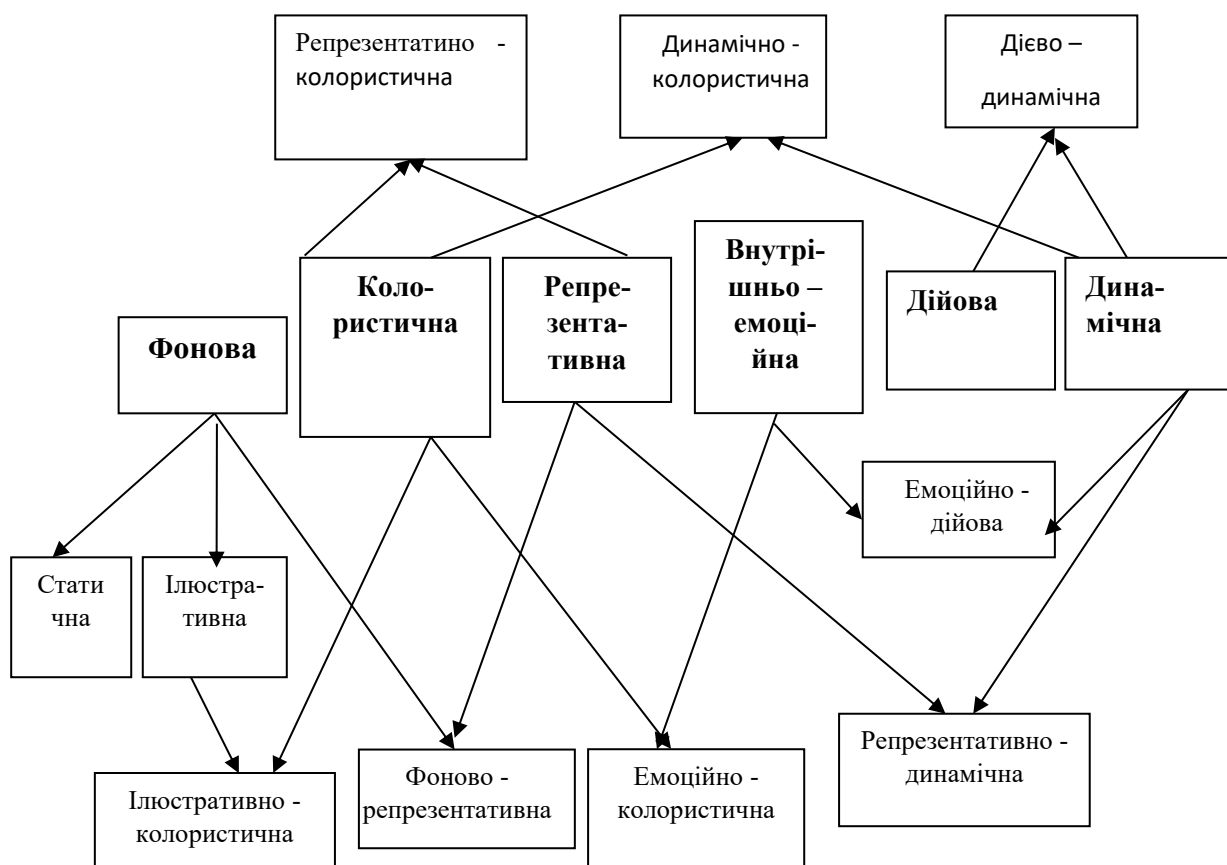 Репрезентатино -
колористична
Динамічно -
колористична
Дієво –
динамічна
Фонова
Коло-
ристична
Репре-
зента-
тивна
Внутрі-
шньо –
емоці-
йна
Дійова
Дина-
мічна
Емоційно -
дійова
Стати
чна
Ілюстра-
тивна
Ілюстративно -
колористична
Фоново -
репрезентативна
Емоційно -
колористична
Репрезентативно -
динамічна